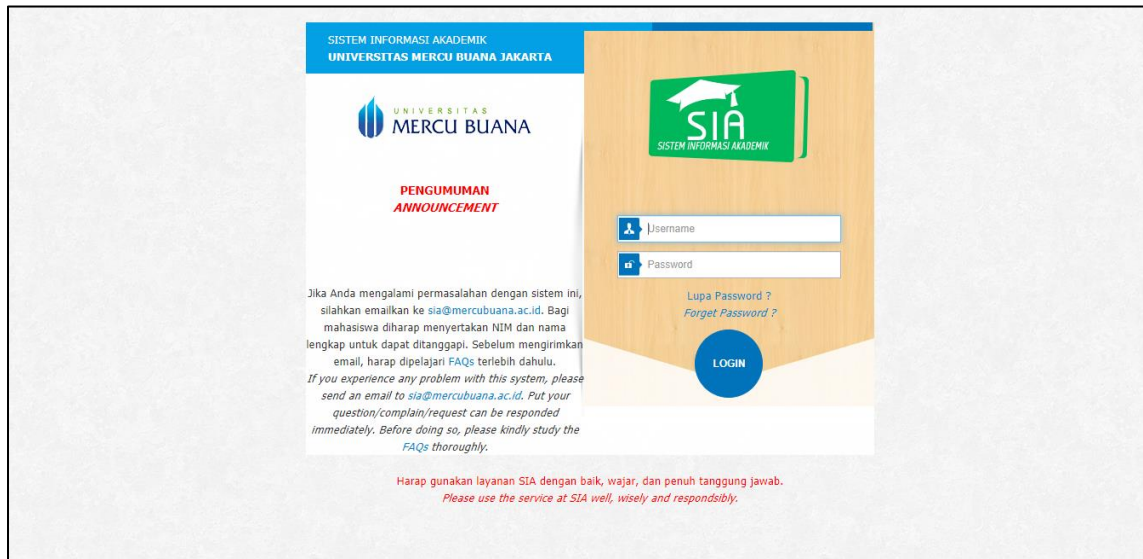 SISTEM INFORMASI AKADEMIK
UNIVERSITAS MERCU BUANA JAKARTA
UNIVERSITAS
MERCU BUANA
PENGUMUMAN
ANNOUNCEMENT
Jika Anda mengalami permasalahan dengan sistem ini,
silahkan emailkan ke sia@mercubuana.ac.id. Bagi
mahasiswa diharap menyertakan NIM dan nama
lengkap untuk dapat ditanggapi. Sebelum mengirimkan
email, harap dipelajari FAQs terlebih dahulu.
If you experience any problem with this system, please
send an email to sia@mercubuana.ac.id. Put your
question/complain/request can be responded
immediately. Before doing so, please kindly study the
FAQs thoroughly.
SIA
SISTEM INFORMASI AKADEMIK
Username
Password
Lupa Password ?
Forget Password ?
LOGIN
Harap gunakan layanan SIA dengan baik, wajar, dan penuh tanggung jawab.
Please use the service at SIA well, wisely and respondsibly.